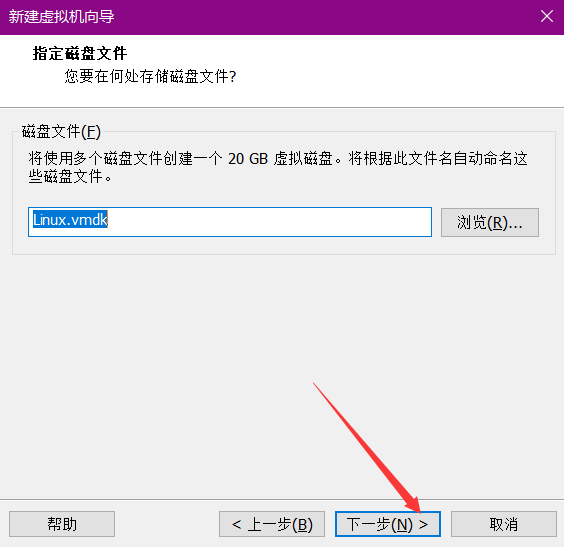 新建虚拟机向导
指定磁盘文件
您要在何处存储磁盘文件?
磁盘文件(F)
将使用多个磁盘文件创建一个 20 GB 虚拟磁盘。将根据此文件名自动命名这
些磁盘文件。
Linux.vmdk
浏览(R)...
帮助
< 上一步(B)
下一步(N) >
取消